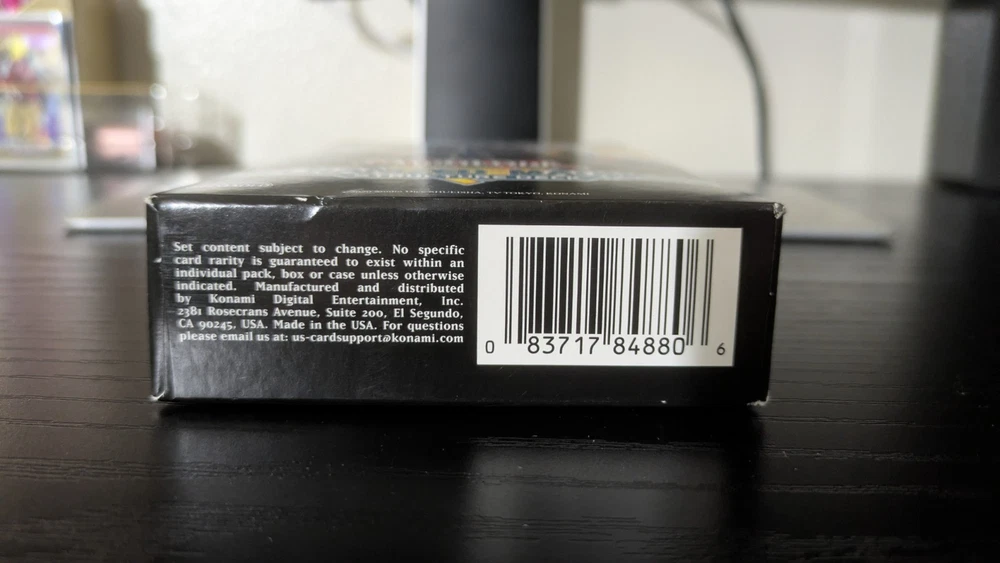 TV TOKYO, KONAMI
Set content subject to change. No specific
card rarity is guaranteed to exist within an
individual pack, box or case unless otherwise
indicated. Manufactured and distributed
by Konami Digital Entertainment, Inc.
2381 Rosecrans Avenue, Suite 200, El Segundo,
CA 90245, USA. Made in the USA. For questions
please email us at: us-cardsupport@konami.com
0 83717 84880 6